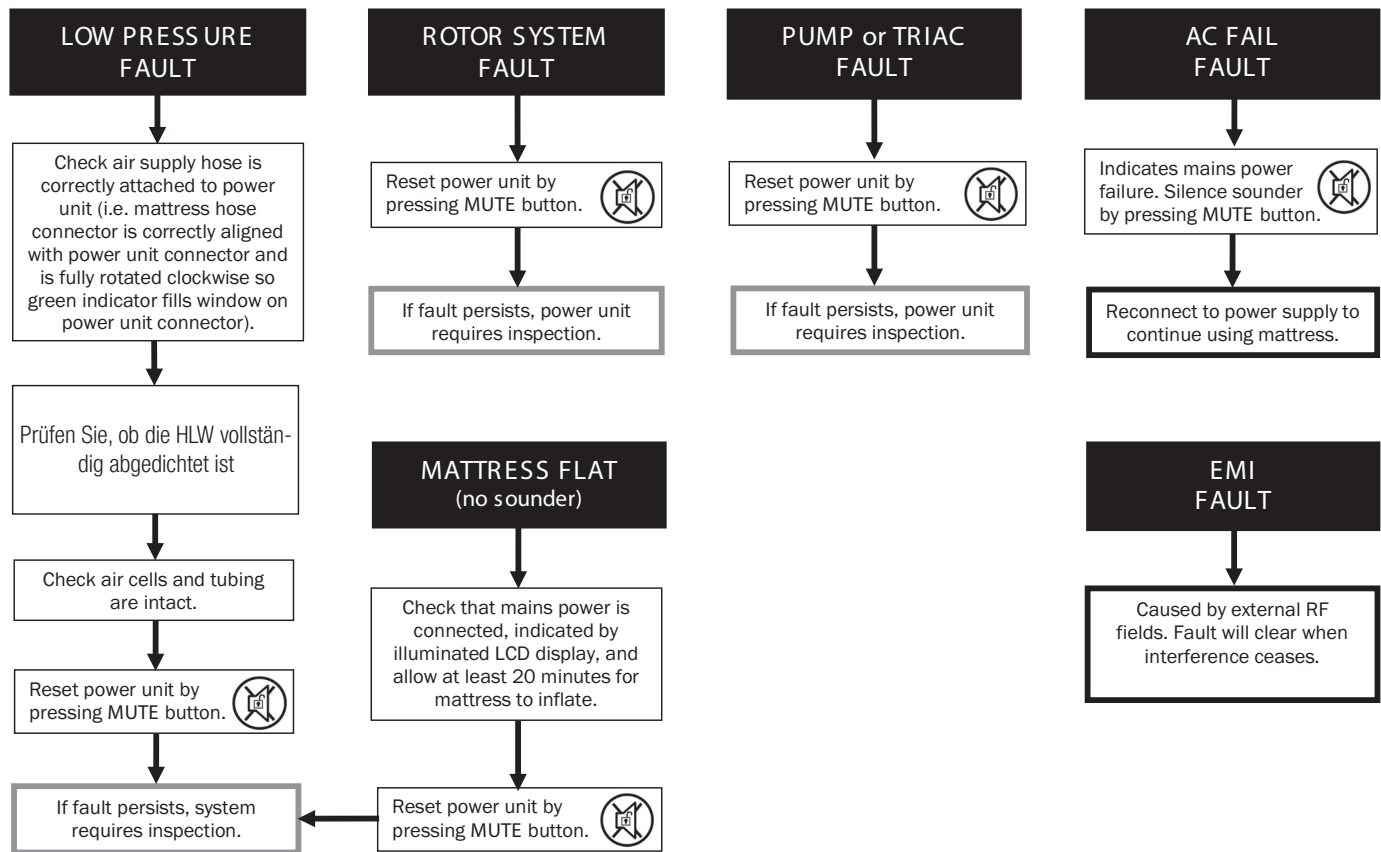 LOW PRESSURE
FAULT
Check air supply hose is
correctly attached to power
unit (i.e. mattress hose
connector is correctly aligned
with power unit connector and
is fully rotated clockwise so
green indicator fills window on
power unit connector).
Prüfen Sie, ob die HLW vollstän-
dig abgedichtet ist
Check air cells and tubing
are intact.
Reset power unit by
pressing MUTE button.
If fault persists, system
requires inspection.
ROTOR SYSTEM
FAULT
Reset power unit by
pressing MUTE button.
If fault persists, power unit
requires inspection.
MATTRESS FLAT
(no sounder)
Check that mains power is
connected, indicated by
illuminated LCD display, and
allow at least 20 minutes for
mattress to inflate.
Reset power unit by
pressing MUTE button.
PUMP or TRIAC
FAULT
Reset power unit by
pressing MUTE button.
If fault persists, power unit
requires inspection.
AC FAIL
FAULT
Indicates mains power
failure. Silence sounder
by pressing MUTE button.
Reconnect to power supply to
continue using mattress.
EMI
FAULT
Caused by external RF
fields. Fault will clear when
interference ceases.